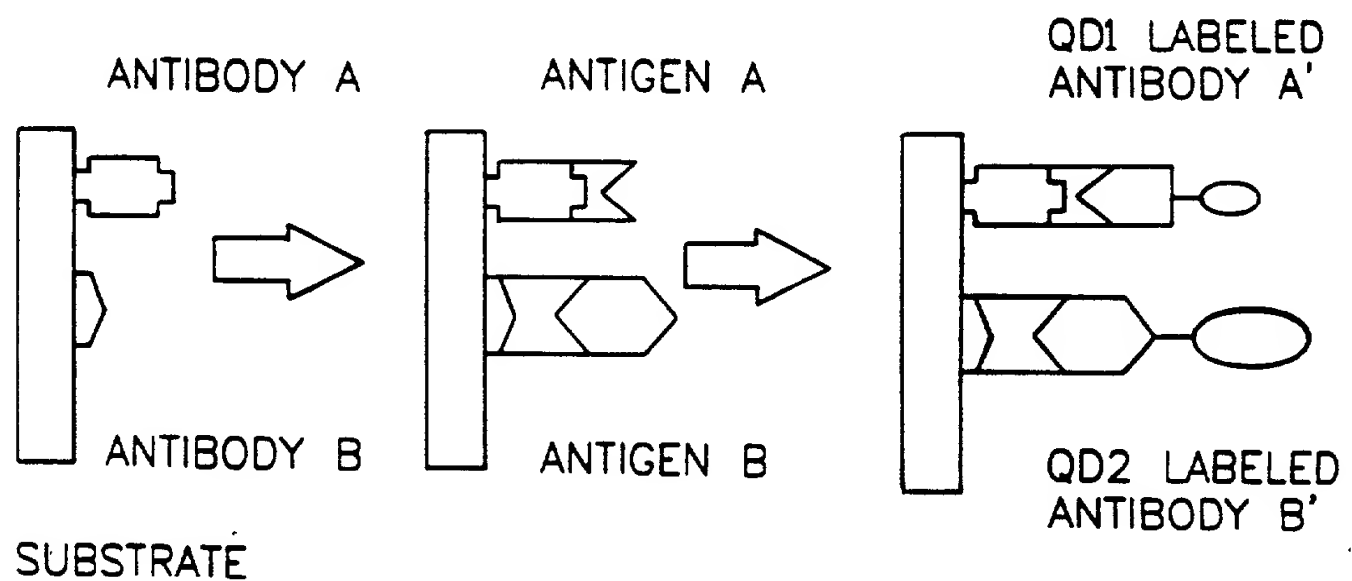 ANTIBODY A
ANTIGEN A
QD1 LABELED
ANTIBODY A'
ANTIBODY B
ANTIGEN B
QD2 LABELED
ANTIBODY B'
SUBSTRATE